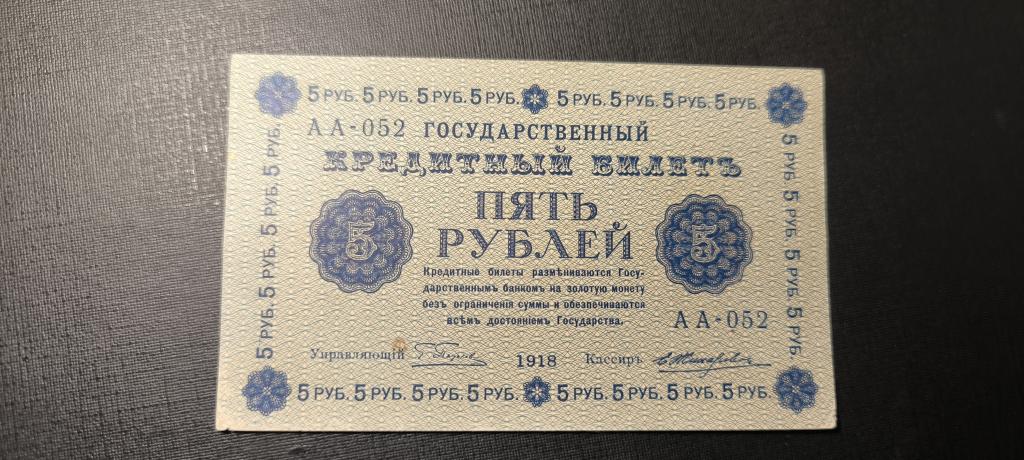 5 РУБ. 5 РУБ. 5 РУБ. 5 РУБ. 5 РУБ. 5 РУБ. 5 РУБ. 5 РУБ.
АА-052 ГОСУДАРСТВЕННЫЙ
КРЕДИТНЫЙ БИЛЕТЪ
ПЯТЬ
РУБЛЕЙ
5
5
Кредитные билеты размѣниваются Госу-
дарственнымъ банкомъ на золотую монету
безъ ограниченія суммы и обезпечиваются
всѣмъ достояніемъ Государства.
АА-052
Управляющій
1918
Кассиръ
5 РУБ. 5 РУБ. 5 РУБ. 5 РУБ. 5 РУБ. 5 РУБ. 5 РУБ. 5 РУБ.
5 РУБ. 5 РУБ. 5 РУБ. 5 РУБ.
5 РУБ. 5 РУБ. 5 РУБ. 5 РУБ.